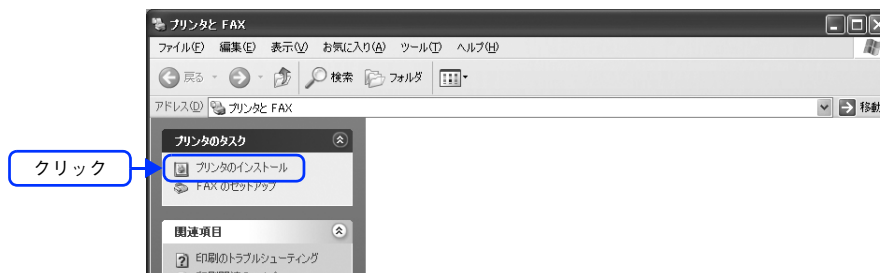 プリンタと FAX
ファイル(F) 編集(E) 表示(V) お気に入り(A) ツール(T) ヘルプ(H)
戻る 検索 フォルダ
アドレス(D) プリンタと FAX 移動
プリンタのタスク
クリック
プリンタのインストール
FAX のセットアップ
関連項目
印刷のトラブルシューティング